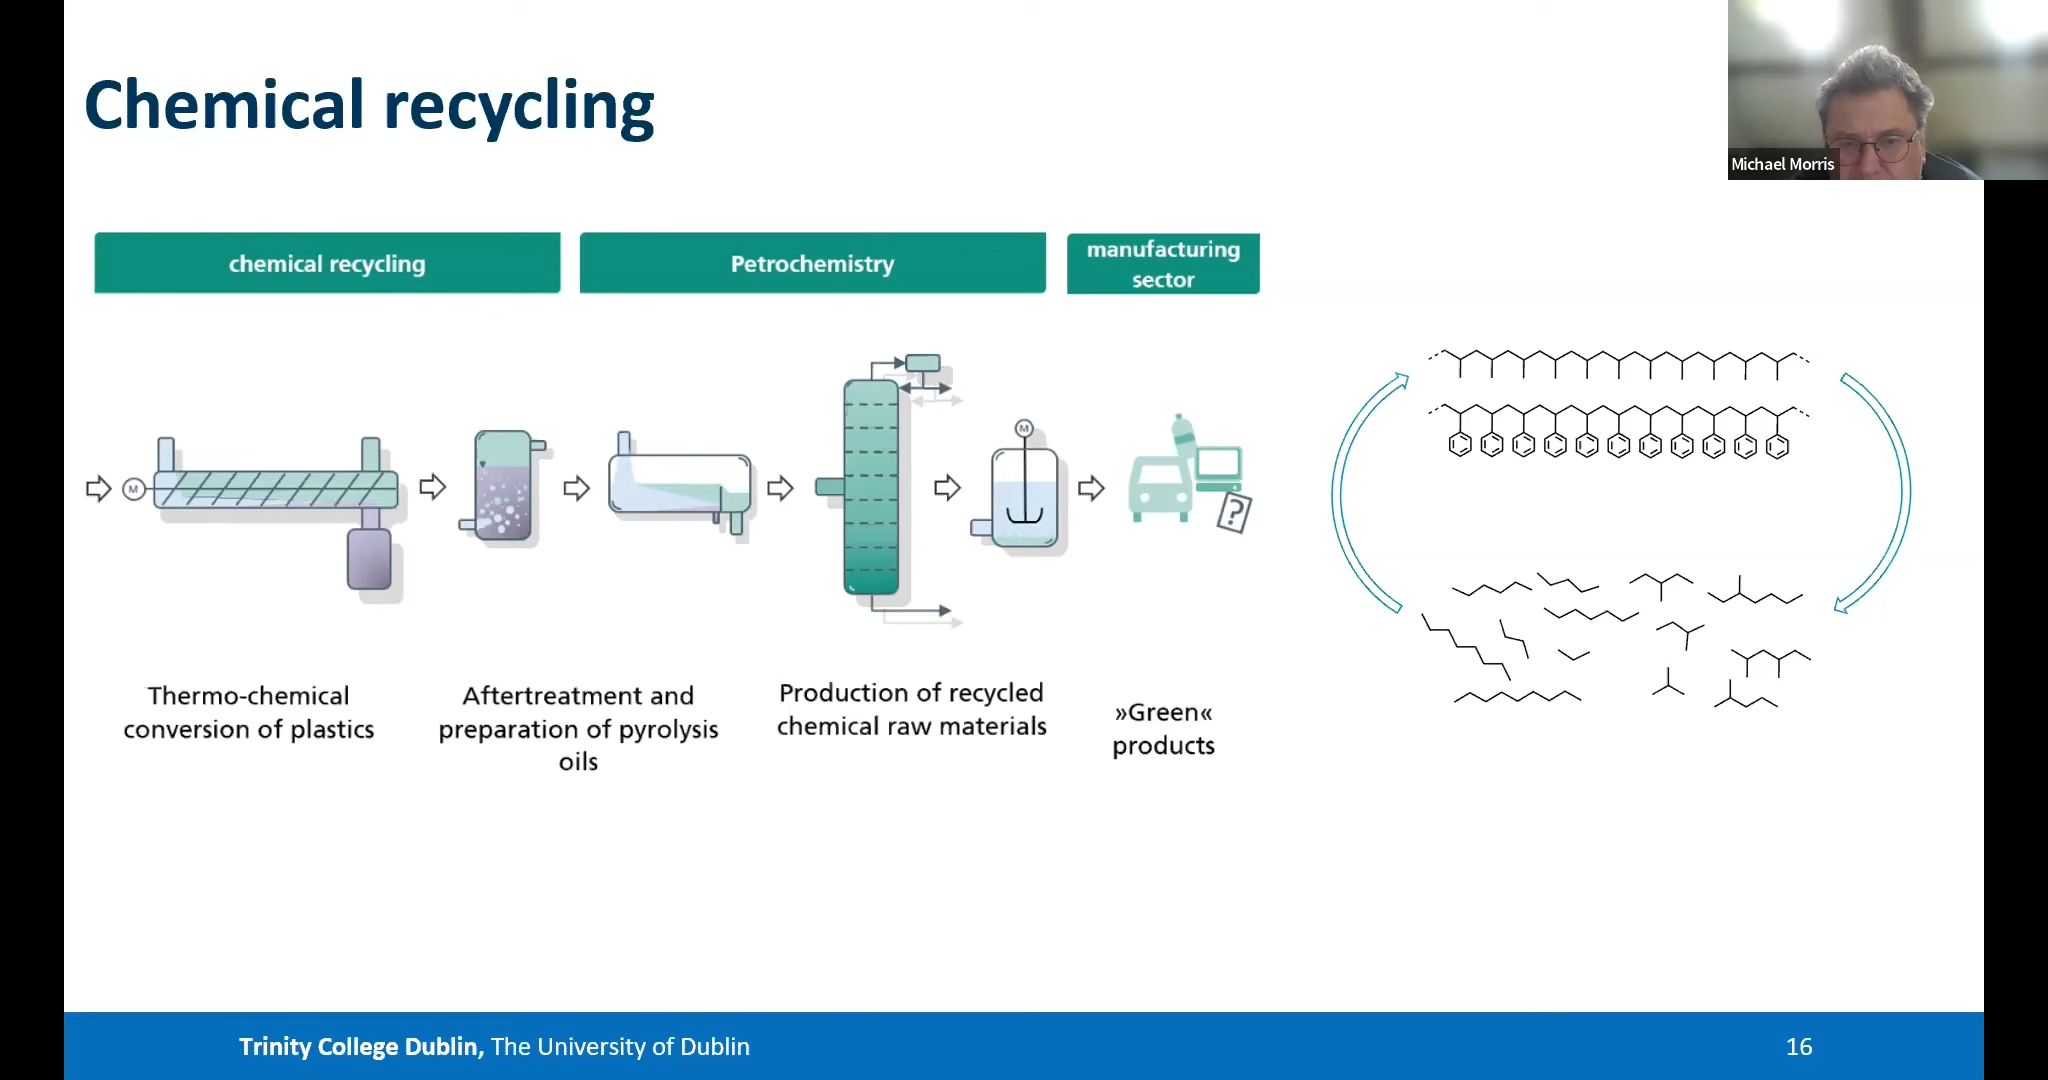 Chemical recycling
Michael Morris
chemical recycling
Petrochemistry
manufacturing
sector
M
M
?
Thermo-chemical
conversion of plastics
Aftertreatment and
preparation of pyrolysis
oils
Production of recycled
chemical raw materials
»Green«
products
Trinity College Dublin, The University of Dublin
16